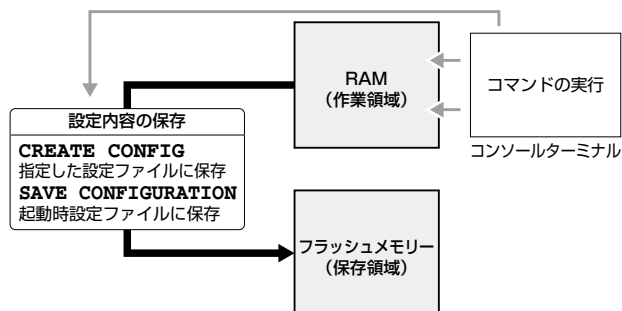 RAM
（作業領域）
コマンドの実行
コンソールターミナル
設定内容の保存
CREATE CONFIG
指定した設定ファイルに保存
SAVE CONFIGURATION
起動時設定ファイルに保存
フラッシュメモリー
（保存領域）